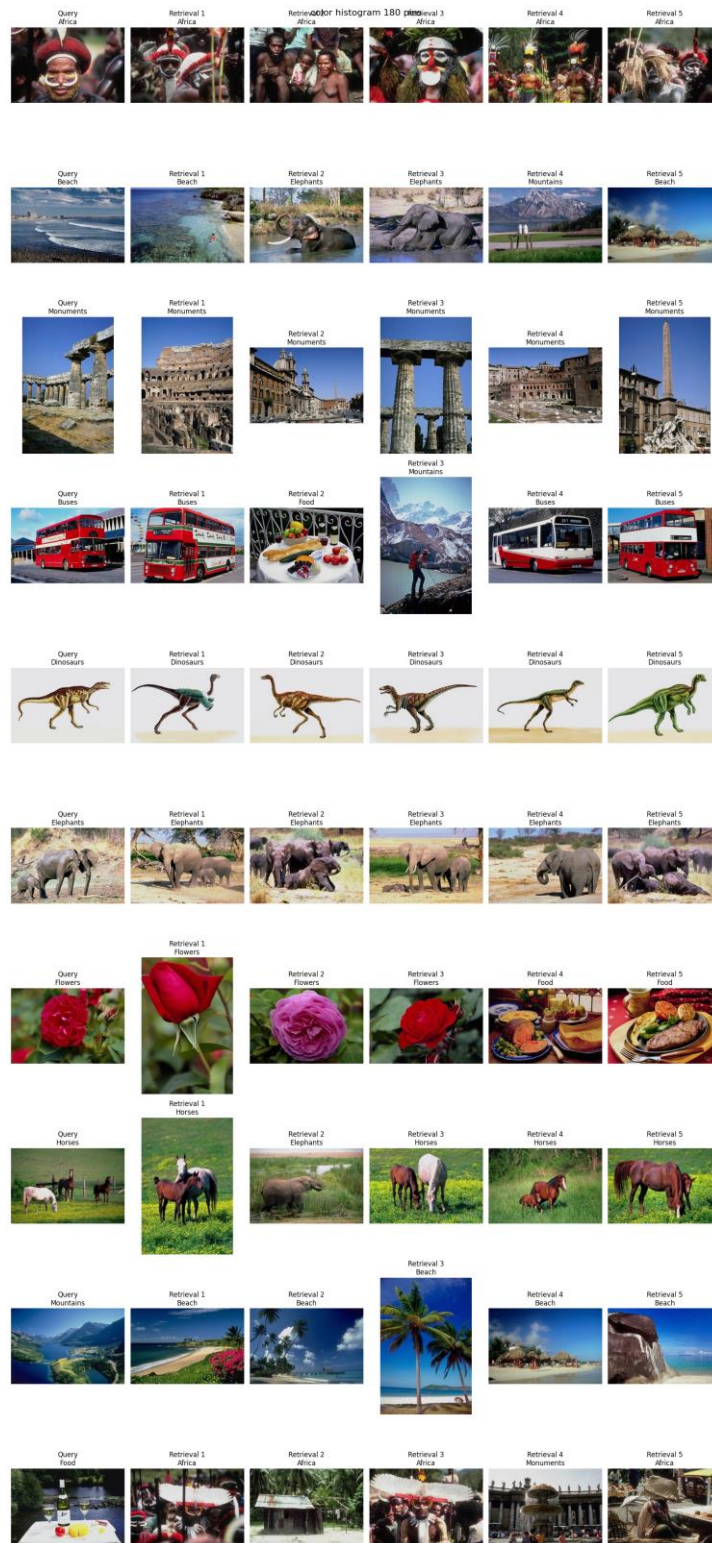 color histogram 180
Query Retrieval 1 Retrieval 2 Retrieval 3 Retrieval 4 Retrieval 5
Africa Africa Africa Africa Africa Africa
Query Retrieval 1 Retrieval 2 Retrieval 3 Retrieval 4 Retrieval 5
Beach Beach Elephants Elephants Mountains Beach
Query Retrieval 1 Retrieval 2 Retrieval 3 Retrieval 4 Retrieval 5
Monuments Monuments Monuments Monuments Monuments Monuments
Query Retrieval 1 Retrieval 2 Retrieval 3 Retrieval 4 Retrieval 5
Buses Buses Food Mountains Buses Buses
Query Retrieval 1 Retrieval 2 Retrieval 3 Retrieval 4 Retrieval 5
Dinosaurs Dinosaurs Dinosaurs Dinosaurs Dinosaurs Dinosaurs
Query Retrieval 1 Retrieval 2 Retrieval 3 Retrieval 4 Retrieval 5
Elephants Elephants Elephants Elephants Elephants Elephants
Query Retrieval 1 Retrieval 2 Retrieval 3 Retrieval 4 Retrieval 5
Flowers Flowers Flowers Flowers Food Food
Query Retrieval 1 Retrieval 2 Retrieval 3 Retrieval 4 Retrieval 5
Horses Horses Elephants Horses Horses Horses
Query Retrieval 1 Retrieval 2 Retrieval 3 Retrieval 4 Retrieval 5
Mountains Beach Beach Beach Beach Beach
Query Retrieval 1 Retrieval 2 Retrieval 3 Retrieval 4 Retrieval 5
Food Africa Africa Africa Monuments Africa